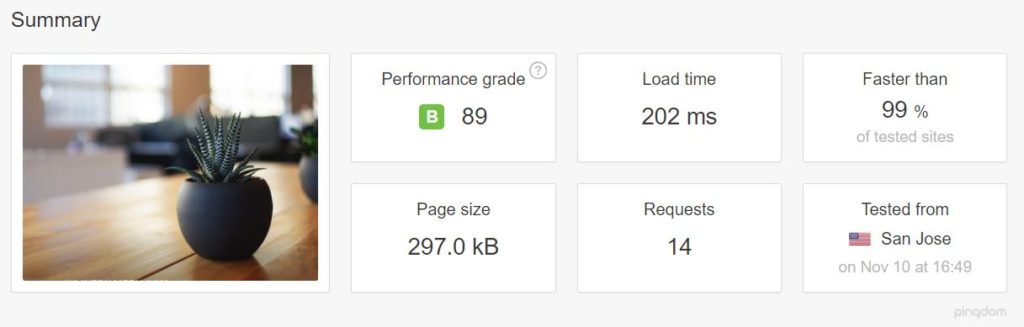 Summary
Performance grade ?
B 89
Load time
202 ms
Faster than
99 %
of tested sites
Page size
297.0 kB
Requests
14
Tested from
San Jose
on Nov 10 at 16:49
pingdom